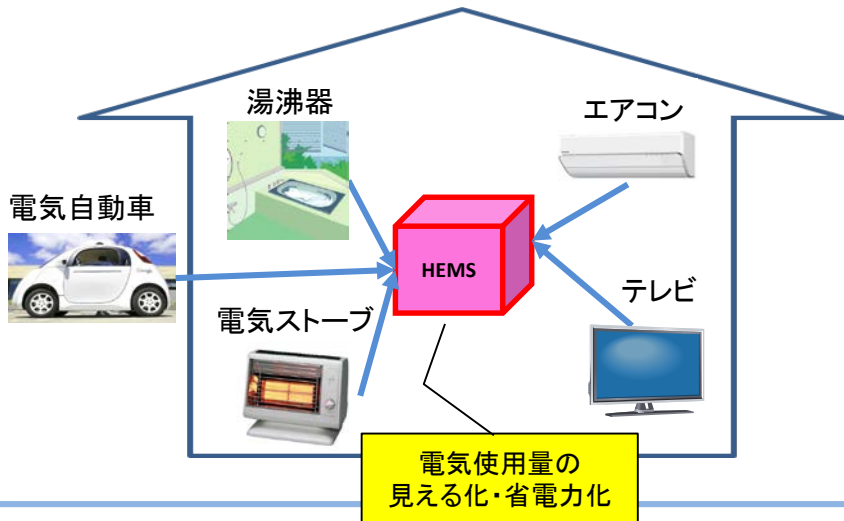 湯沸器
エアコン
電気自動車
HEMS
テレビ
電気ストーブ
電気使用量の
見える化・省電力化